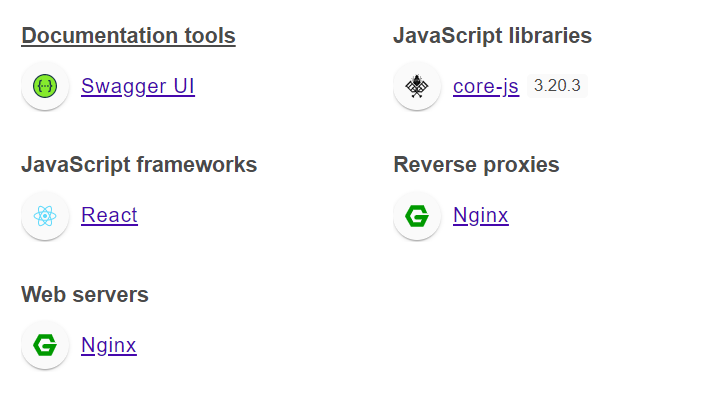 Documentation tools
Swagger UI
JavaScript libraries
core-js 3.20.3
JavaScript frameworks
React
Reverse proxies
Nginx
Web servers
Nginx